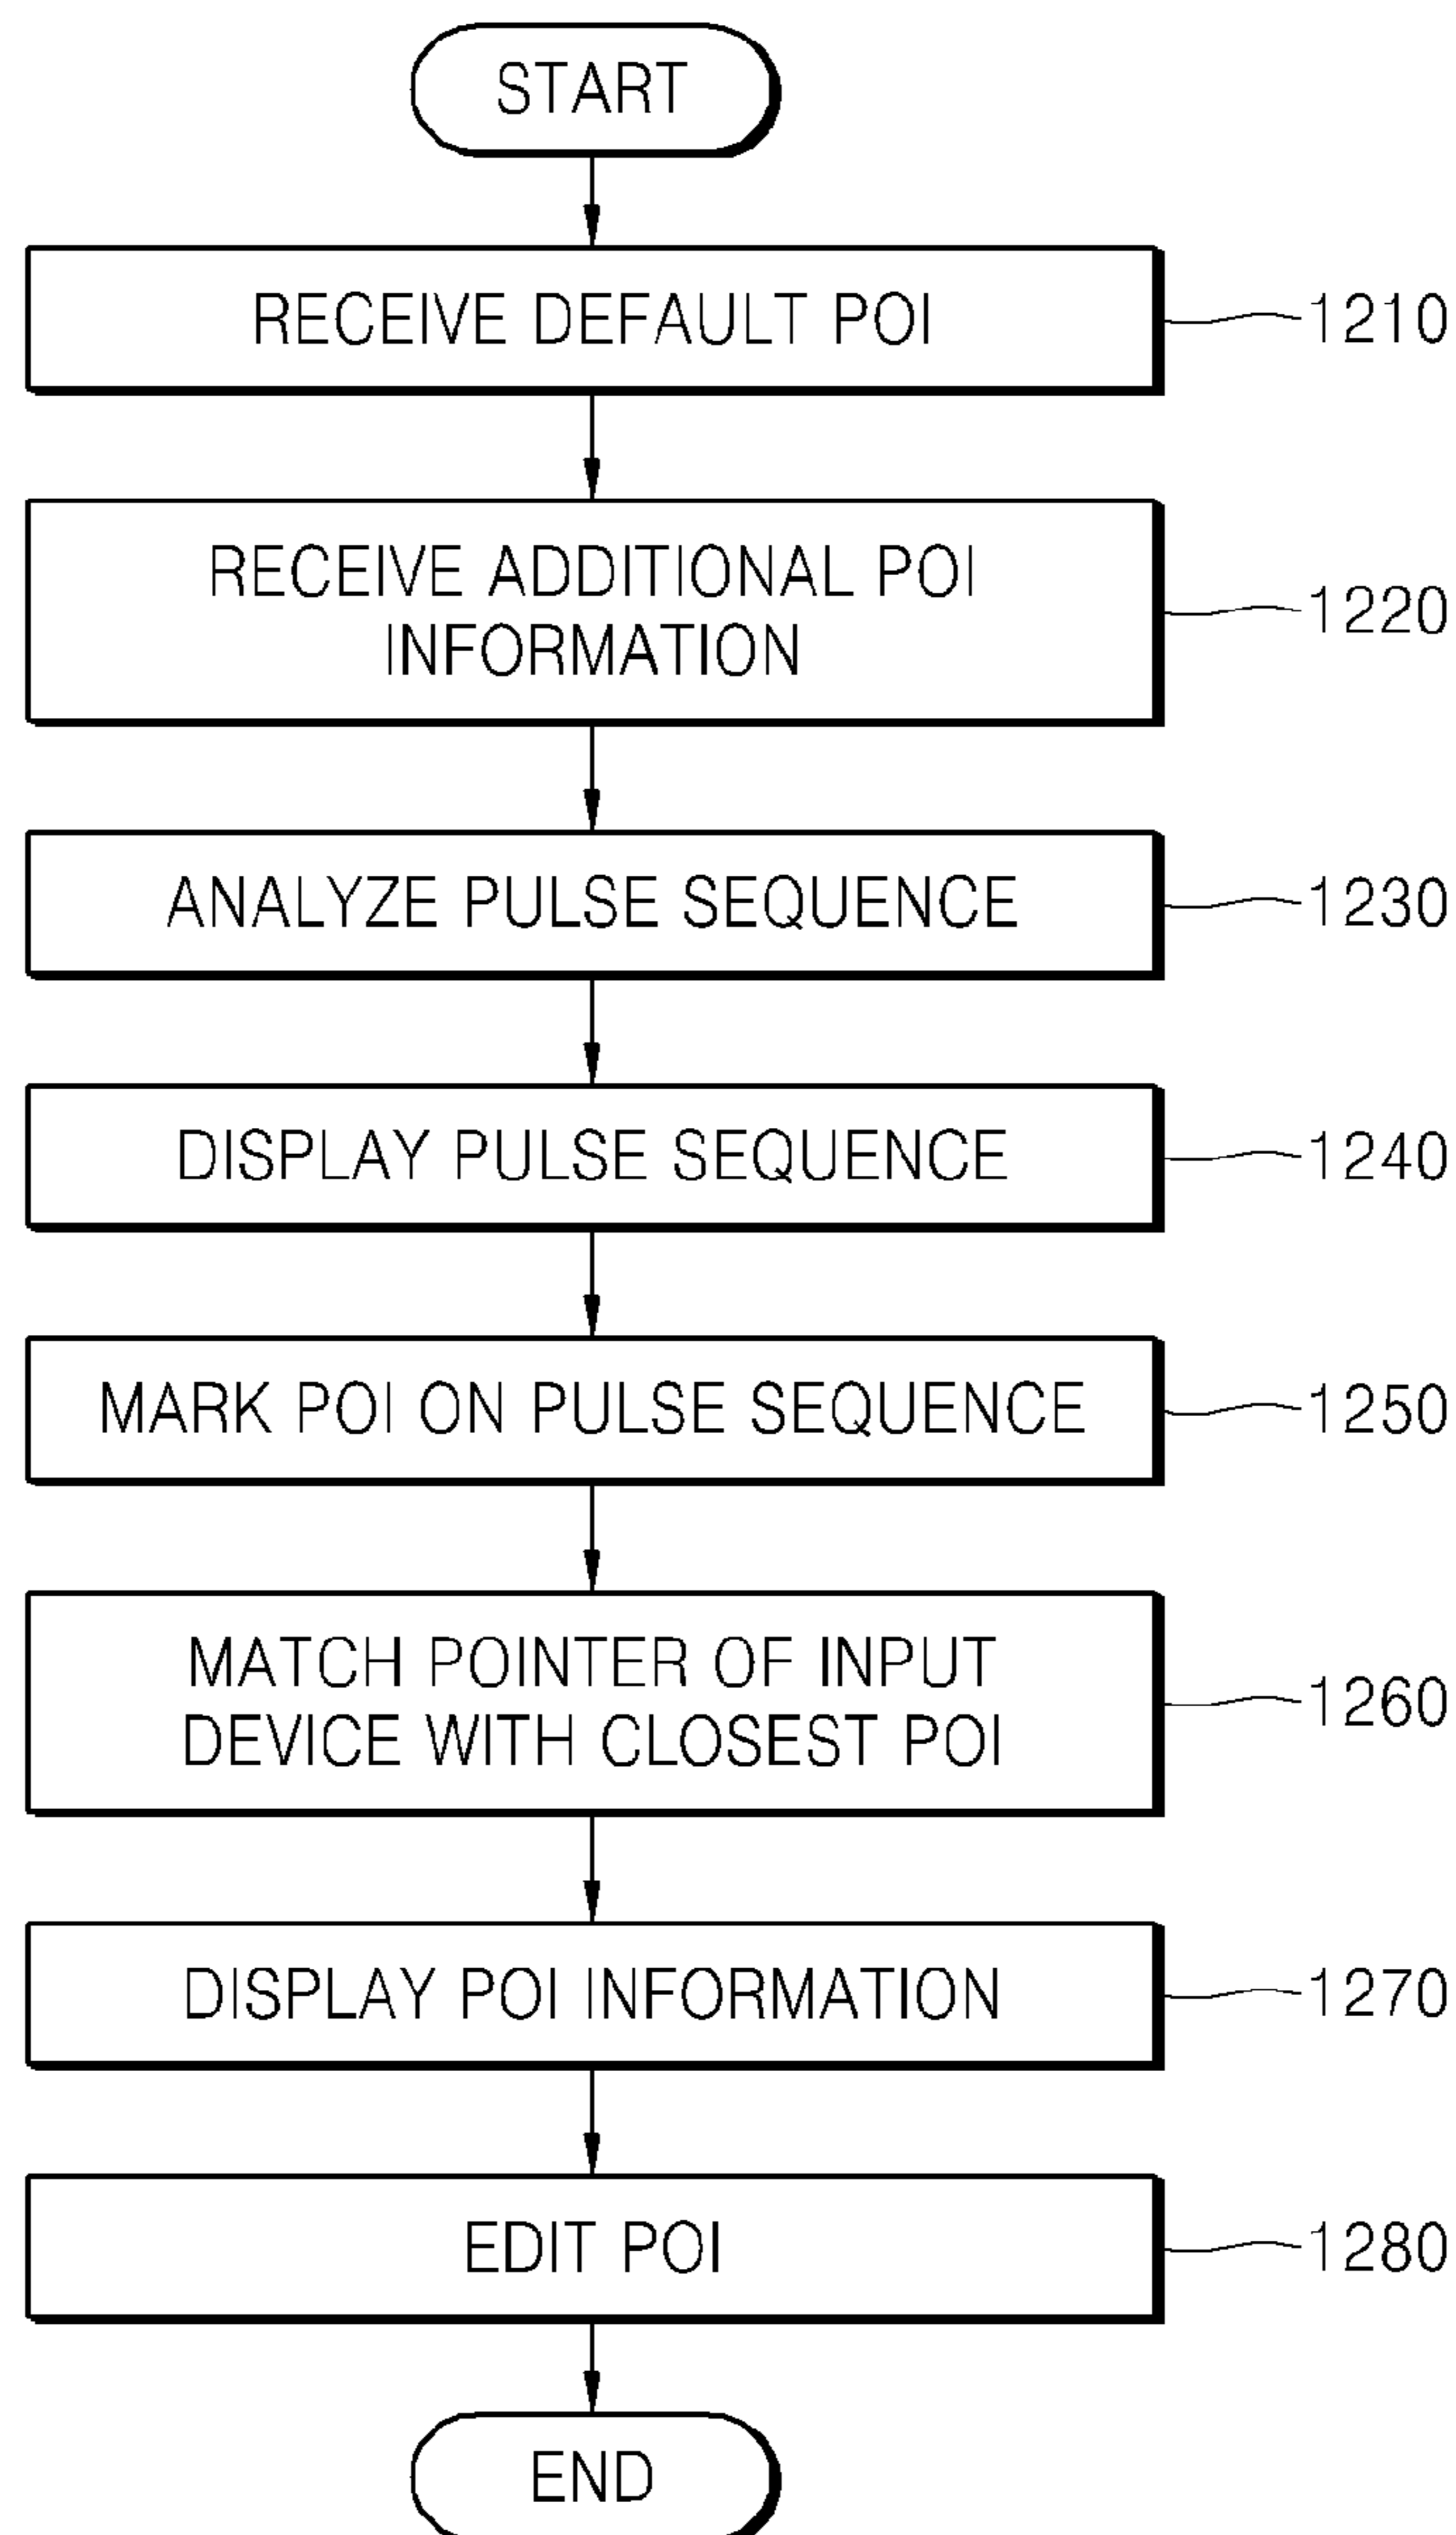 START
RECEIVE DEFAULT POI
1210
RECEIVE ADDITIONAL POI
INFORMATION
1220
ANALYZE PULSE SEQUENCE
1230
DISPLAY PULSE SEQUENCE
1240
MARK POI ON PULSE SEQUENCE
1250
MATCH POINTER OF INPUT
DEVICE WITH CLOSEST POI
1260
DISPLAY POI INFORMATION
1270
EDIT POI
1280
END